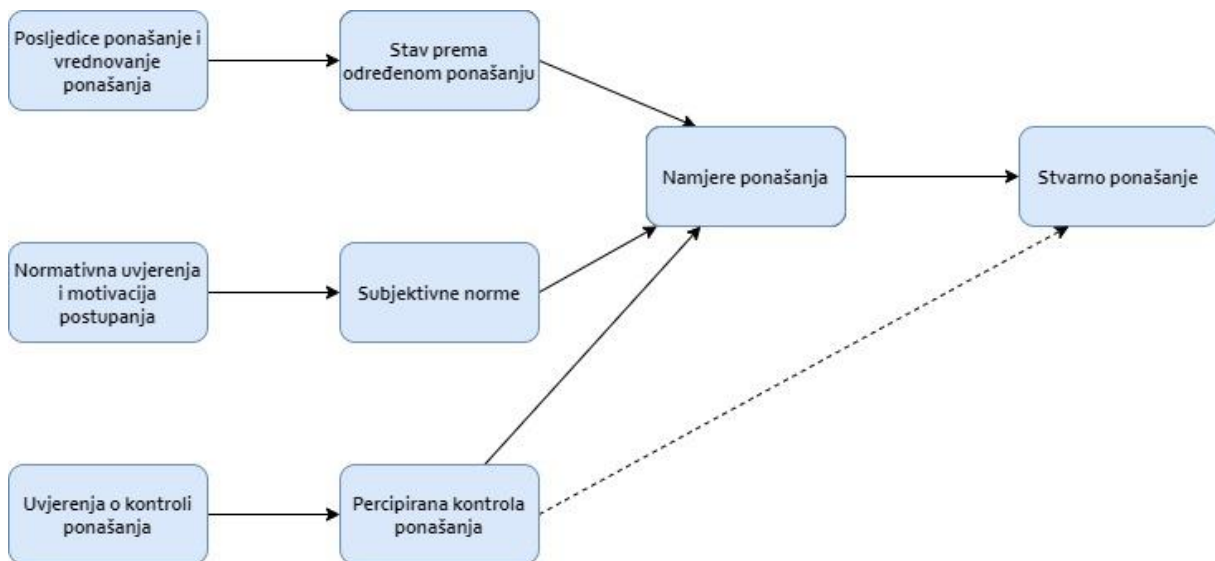 Posljedice ponašanje i
vrednovanje
ponašanja
Stav prema
određenom ponašanju
Namjere ponašanja
Stvarno ponašanje
Normativna uvjerenja
i motivacija
postupanja
Subjektivne norme
Uvjerenja o kontroli
ponašanja
Percipirana kontrola
ponašanja